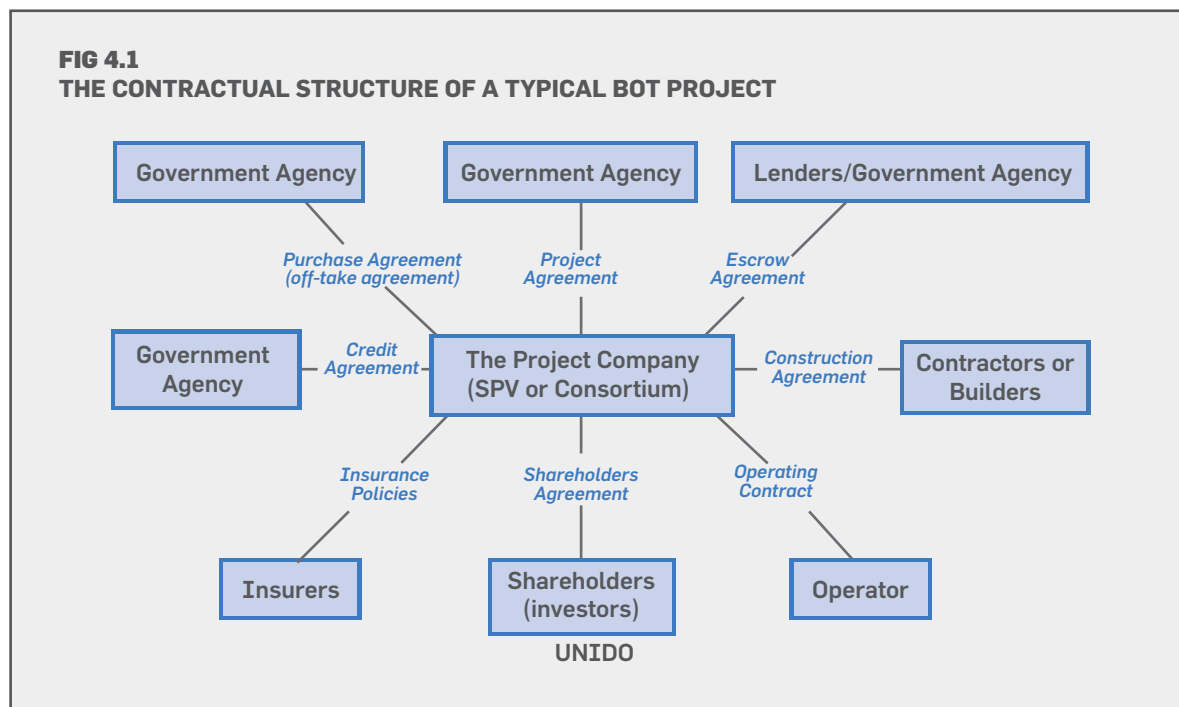 FIG 4.1
THE CONTRACTUAL STRUCTURE OF A TYPICAL BOT PROJECT
Government Agency
Government Agency
Lenders/Government Agency
Purchase Agreement
(off-take agreement)
Project
Agreement
Escrow
Agreement
Government
Agency
Credit
Agreement
The Project Company
(SPV or Consortium)
Construction
Agreement
Contractors or
Builders
Insurance
Policies
Shareholders
Agreement
Operating
Contract
Insurers
Shareholders
(investors)
Operator
UNIDO